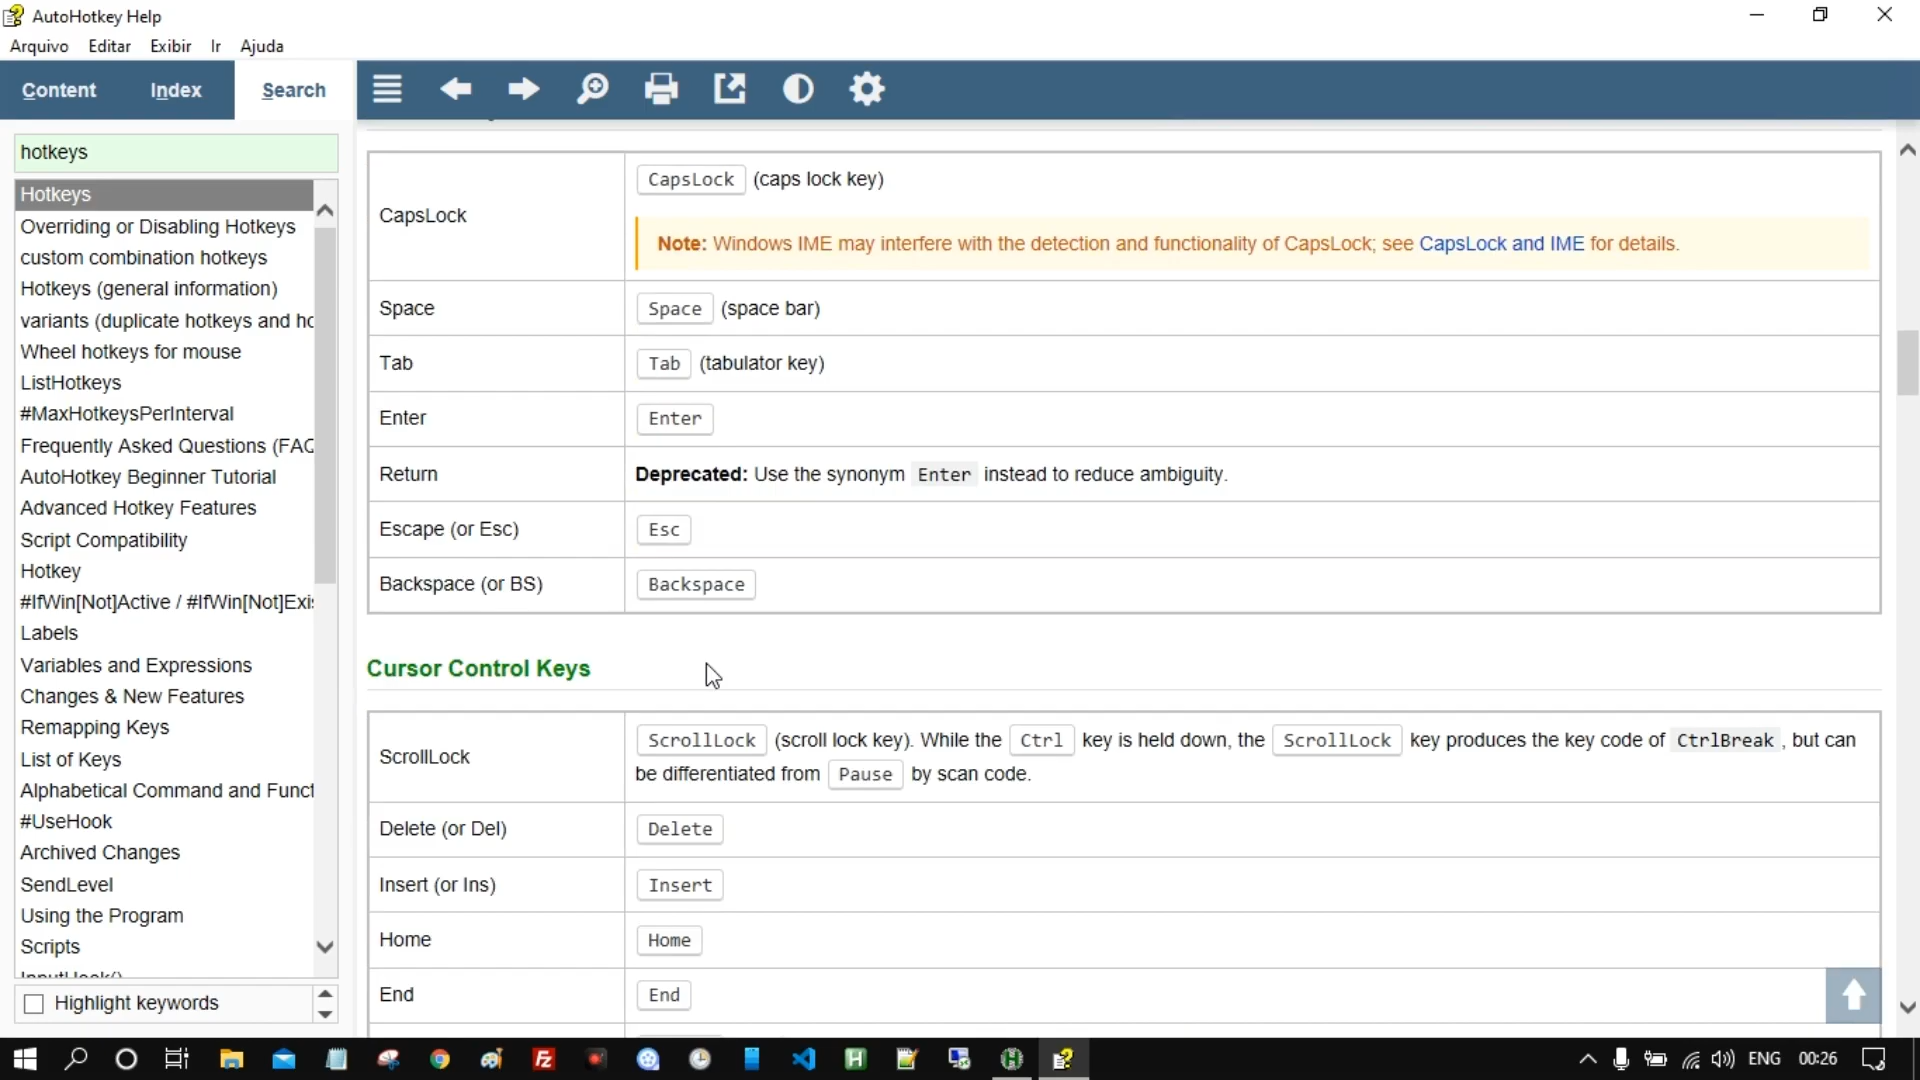 AutoHotkey Help
Arquivo Editar Exibir Ir Ajuda
Content Index Search
hotkeys
Hotkeys
Overriding or Disabling Hotkeys
custom combination hotkeys
Hotkeys (general information)
variants (duplicate hotkeys and ho
Wheel hotkeys for mouse
ListHotkeys
#MaxHotkeysPerInterval
Frequently Asked Questions (FAQ
AutoHotkey Beginner Tutorial
Advanced Hotkey Features
Script Compatibility
Hotkey
#IfWin[Not]Active / #IfWin[Not]Exis
Labels
Variables and Expressions
Changes & New Features
Remapping Keys
List of Keys
Alphabetical Command and Funct
#UseHook
Archived Changes
SendLevel
Using the Program
Scripts
InputHook()
Highlight keywords
CapsLock
CapsLock (caps lock key)
Note: Windows IME may interfere with the detection and functionality of CapsLock; see CapsLock and IME for details.
Space Space (space bar)
Tab Tab (tabulator key)
Enter Enter
Return Deprecated: Use the synonym Enter instead to reduce ambiguity.
Escape (or Esc) Esc
Backspace (or BS) Backspace
Cursor Control Keys
ScrollLock
ScrollLock (scroll lock key). While the Ctrl key is held down, the ScrollLock key produces the key code of CtrlBreak , but can
be differentiated from Pause by scan code.
Delete (or Del) Delete
Insert (or Ins) Insert
Home Home
End End
ENG 00:26